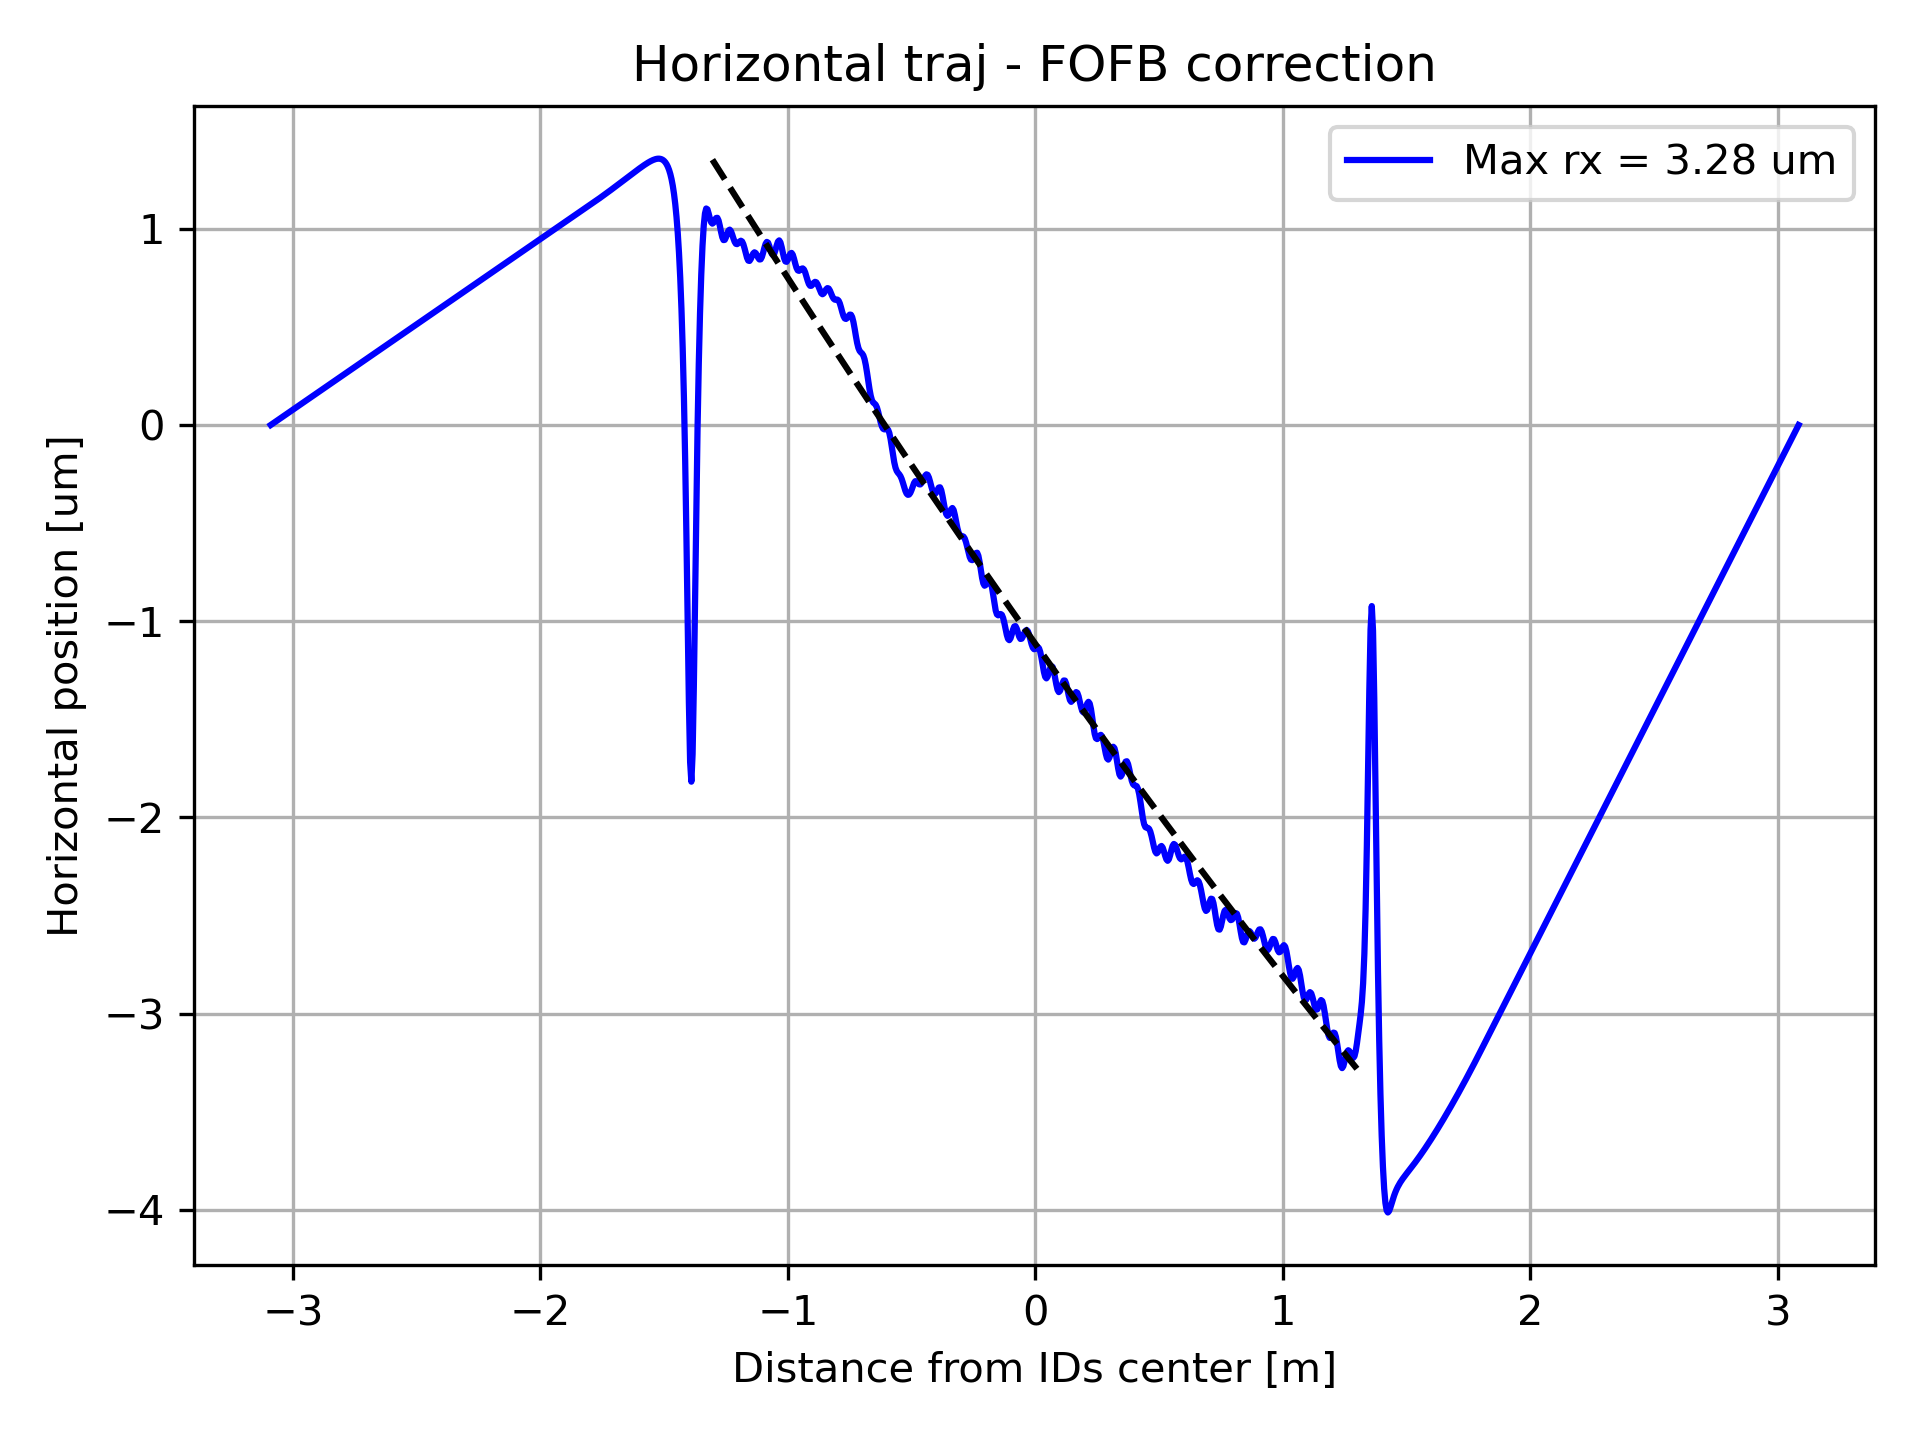 Horizontal traj - FOFB correction
Max rx = 3.28 um
Horizontal position [um]
1
0
−1
−2
−3
−4
−3 −2 −1 0 1 2 3
Distance from IDs center [m]